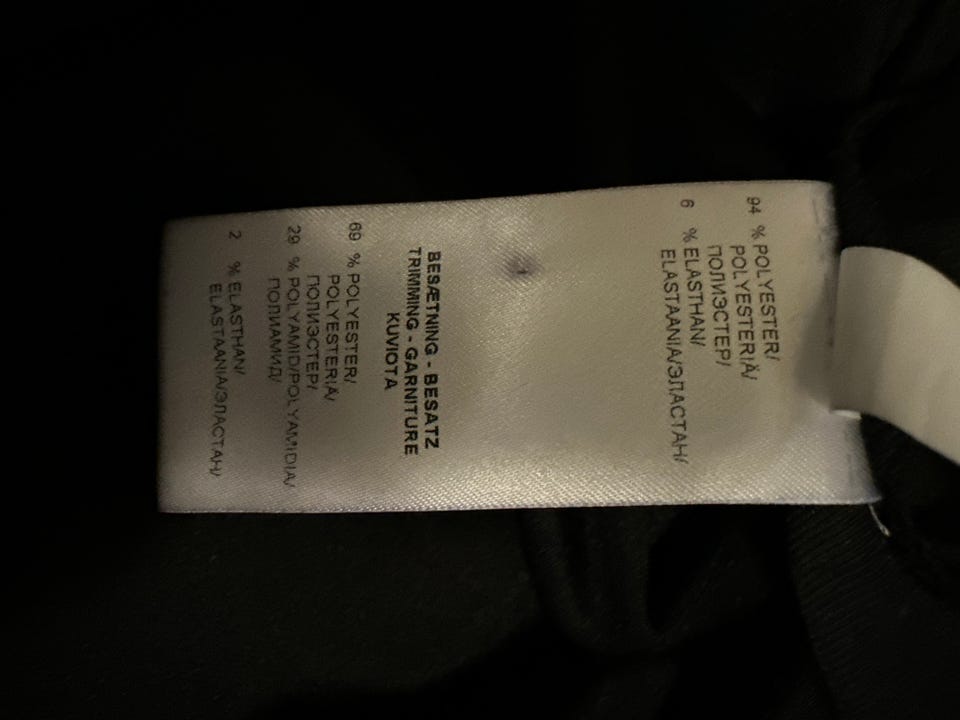 94 % POLYESTER/
POLYESTERIÄ/
ПОЛИЭСТЕР/
6 % ELASTHAN/
ELASTAANIA/ЭЛАСТАН/
BESÆTNING - BESATZ
TRIMMING - GARNITURE
KUVIOTA
69 % POLYESTER/
POLYESTERIÄ/
ПОЛИЭСТЕР/
29 % POLYAMID/POLYAMIDIA/
ПОЛИАМИД/
2 % ELASTHAN/
ELASTAANIA/ЭЛАСТАН/